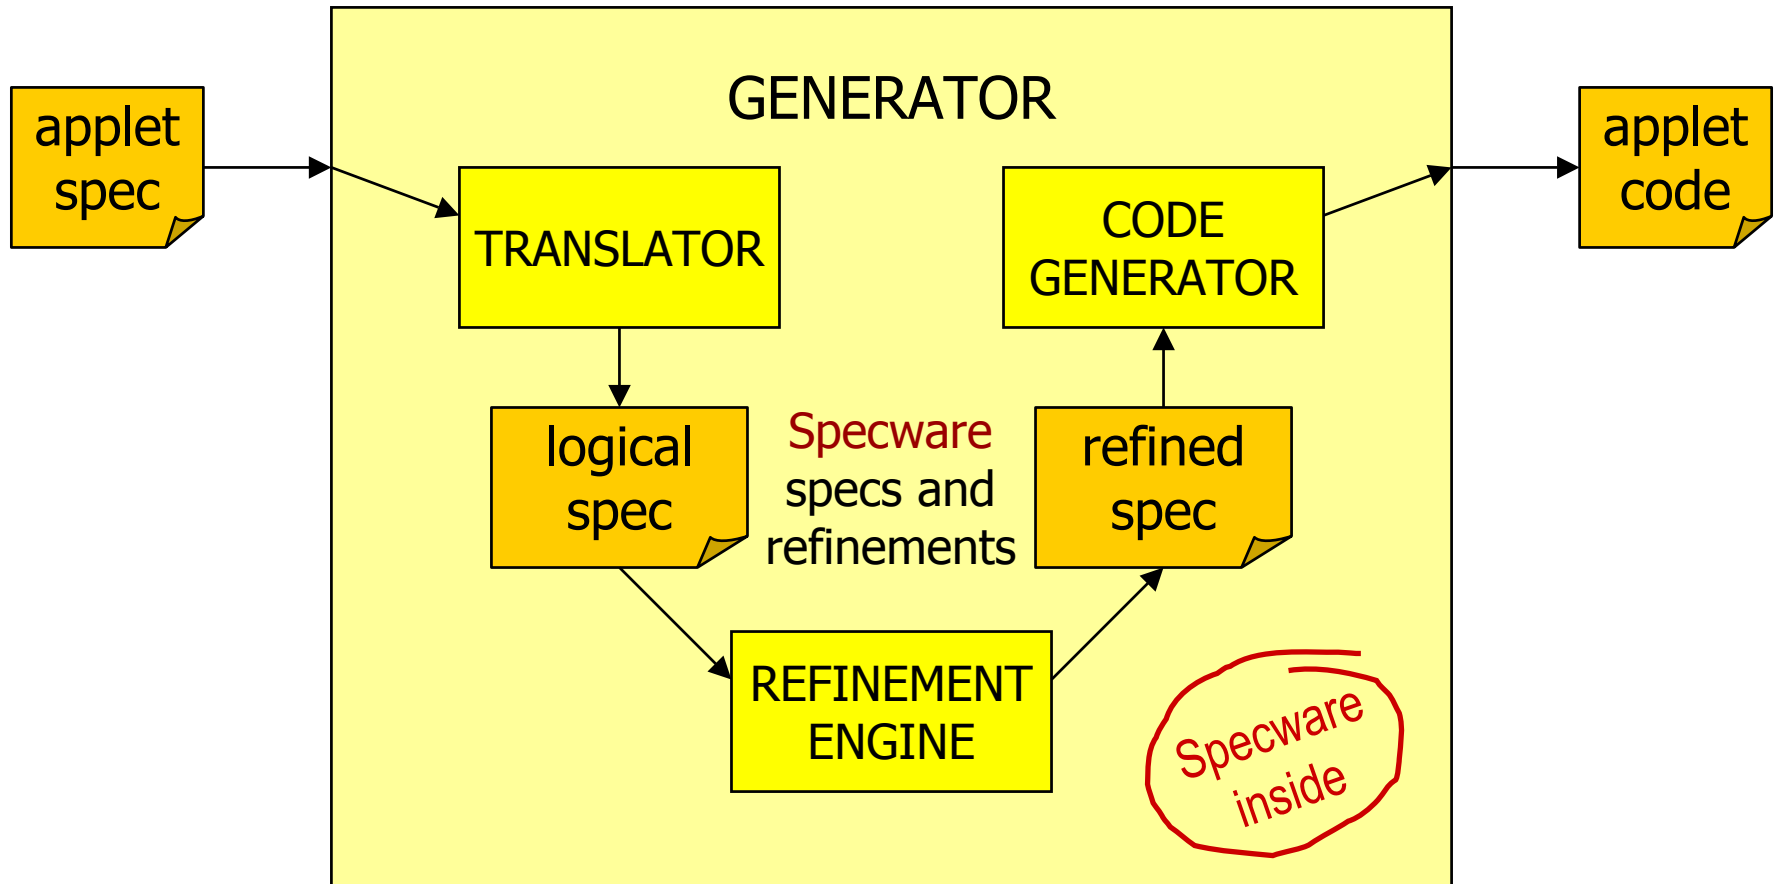 GENERATOR
applet
spec
TRANSLATOR
CODE
GENERATOR
applet
code
logical
spec
Specware
specs and
refinements
refined
spec
REFINEMENT
ENGINE
Specware
inside